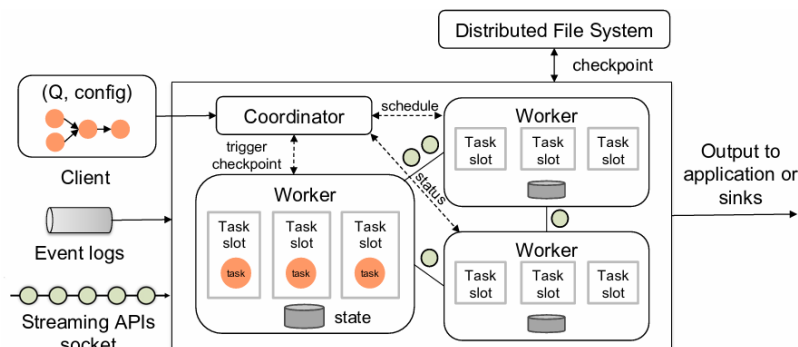 Distributed File System
checkpoint
(Q, config)
Client
Coordinator
schedule
trigger
checkpoint
status
Worker
Task
slot
Task
slot
Task
slot
Worker
Task
slot
task
Task
slot
task
Task
slot
task
state
Worker
Task
slot
Task
slot
Task
slot
Event logs
Streaming APIs
socket
Output to
application or
sinks